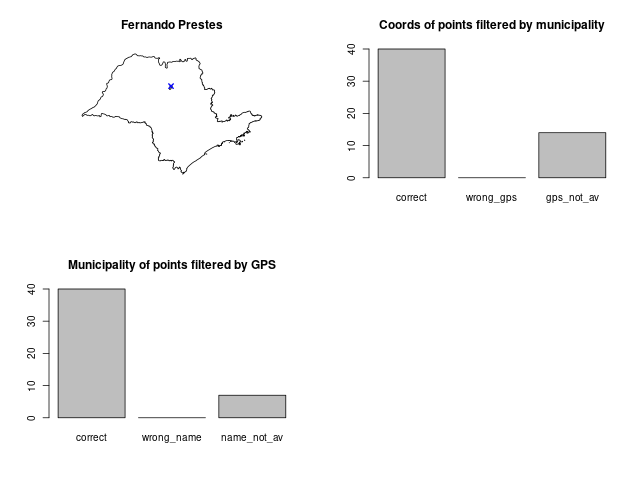 Fernando Prestes
Coords of points filtered by municipality
40
30
20
10
0
correct wrong_gps gps_not_av
Municipality of points filtered by GPS
40
30
20
10
0
correct wrong_name name_not_av